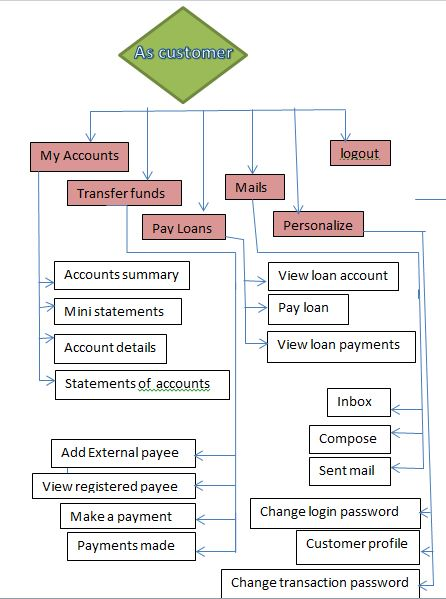 As customer
My Accounts
logout
Transfer funds
Mails
Pay Loans
Personalize
Accounts summary
View loan account
Mini statements
Pay loan
Account details
View loan payments
Statements of accounts
Inbox
Compose
Add External payee
Sent mail
View registered payee
Make a payment
Change login password
Payments made
Customer profile
Change transaction password